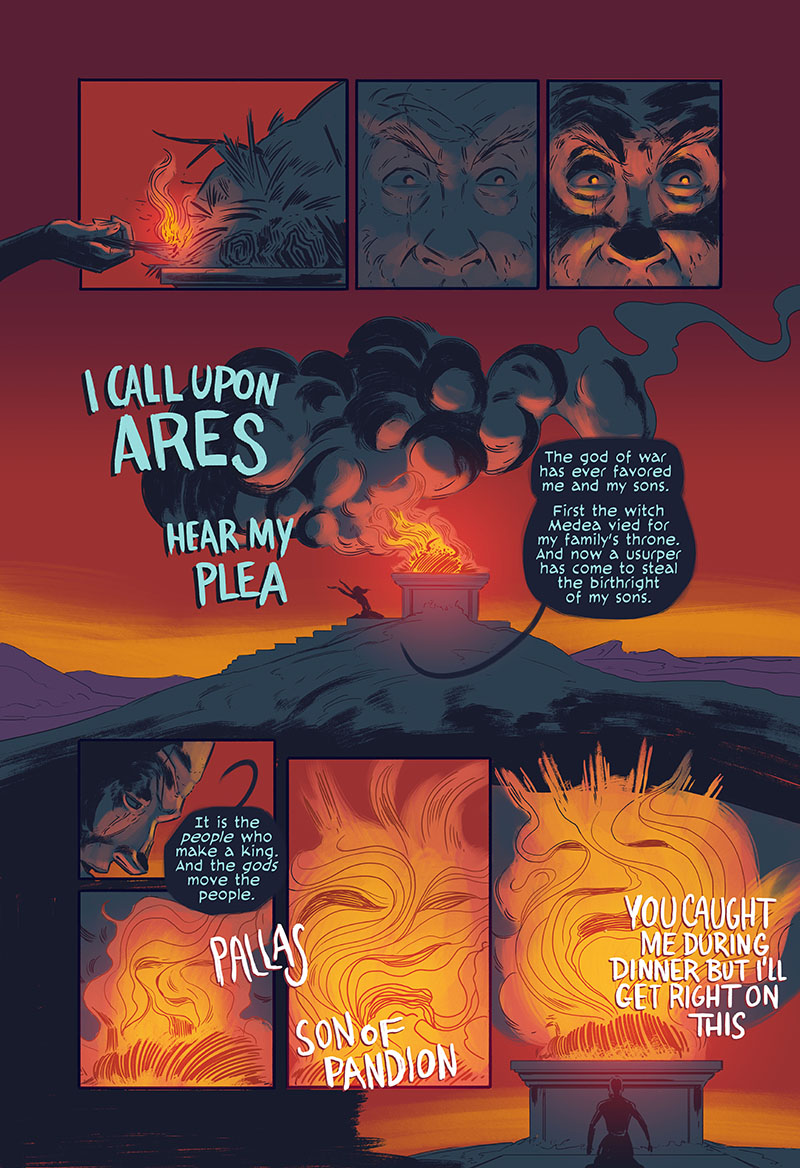 I CALL UPON
ARES
HEAR MY
PLEA
The god of war
has ever favored
me and my sons.
First the witch
Medea vied for
my family's throne.
And now a usurper
has come to steal
the birthright
of my sons.
It is the
people who
make a king.
And the gods
move the
people.
PALLAS
SON OF
PANDION
YOU CAUGHT
ME DURING
DINNER BUT I'LL
GET RIGHT ON
THIS